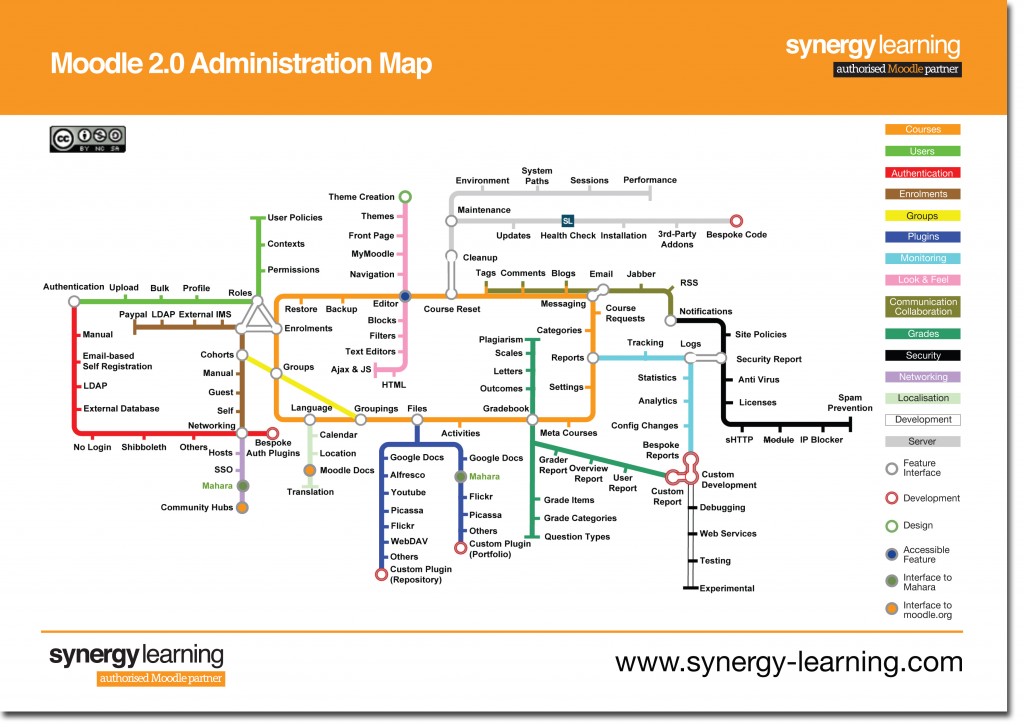 Moodle 2.0 Administration Map
synergy learning
authorised Moodle partner
cc
BY NC SA
Courses
Users
Authentication
Enrolments
Groups
Plugins
Monitoring
Look & Feel
Communication
Collaboration
Grades
Security
Networking
Localisation
Development
Server
Feature
Interface
Development
Design
Accessible
Feature
Interface to
Mahara
Interface to
moodle.org
Environment
System
Paths
Sessions
Performance
Maintenance
SL
Updates
Health Check
Installation
3rd-Party
Addons
Bespoke Code
Cleanup
Course Reset
Theme Creation
Themes
Front Page
MyMoodle
Navigation
Editor
Blocks
Filters
Text Editors
Ajax & JS
HTML
User Policies
Contexts
Permissions
Roles
Authentication
Upload
Bulk
Profile
Paypal
LDAP
External
IMS
Enrolments
Restore
Backup
Tags
Comments
Blogs
Email
Jabber
RSS
Messaging
Course
Requests
Notifications
Categories
Reports
Settings
Tracking
Logs
Site Policies
Security Report
Anti Virus
Licenses
Spam
Prevention
sHTTP
Module
IP Blocker
Statistics
Analytics
Config Changes
Bespoke
Reports
Custom
Development
Custom
Report
Debugging
Web Services
Testing
Experimental
Plagiarism
Scales
Letters
Outcomes
Gradebook
Meta Courses
Grader
Report
Overview
Report
User
Report
Grade Items
Grade Categories
Question Types
Manual
Email-based
Self Registration
LDAP
External Database
No Login
Shibboleth
Others
Bespoke
Auth Plugins
Cohorts
Manual
Guest
Self
Networking
Hosts
SSO
Mahara
Community Hubs
Groups
Language
Groupings
Files
Activities
Calendar
Location
Moodle Docs
Translation
Google Docs
Alfresco
Youtube
Picassa
Flickr
WebDAV
Others
Custom Plugin
(Repository)
Google Docs
Mahara
Flickr
Picassa
Others
Custom Plugin
(Portfolio)
synergy learning
authorised Moodle partner
www.synergy-learning.com